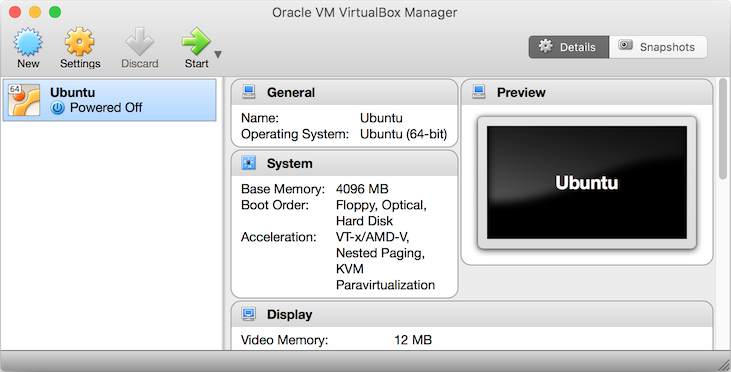 Oracle VM VirtualBox Manager
New
Settings
Discard
Start
Details
Snapshots
64
Ubuntu
Powered Off
General
Name: Ubuntu
Operating System: Ubuntu (64-bit)
System
Base Memory: 4096 MB
Boot Order: Floppy, Optical,
Hard Disk
Acceleration: VT-x/AMD-V,
Nested Paging,
KVM
Paravirtualization
Display
Video Memory: 12 MB
Preview
Ubuntu